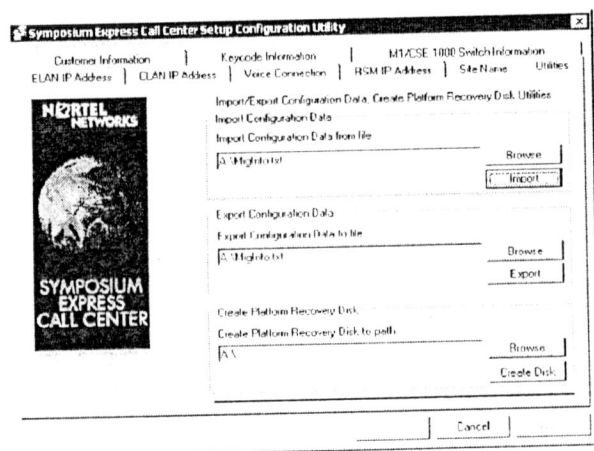 Symposium Express Call Center Setup Configuration Utility
Customer Information Keycode Information M1/CSE 1000 Switch Information
ELAN IP Address CLAN IP Address Voice Connection RSM IP Address Site Name Utilities
NORTEL
NETWORKS
SYMPOSIUM
EXPRESS
CALL CENTER
Import/Export Configuration Data, Create Platform Recovery Disk Utilities
Import Configuration Data
Import Configuration Data from file
A:\MigInfo.txt
Browse
Import
Export Configuration Data
Export Configuration Data to file
A:\MigInfo.txt
Browse
Export
Create Platform Recovery Disk
Create Platform Recovery Disk to path
A:\
Browse
Create Disk
Cancel